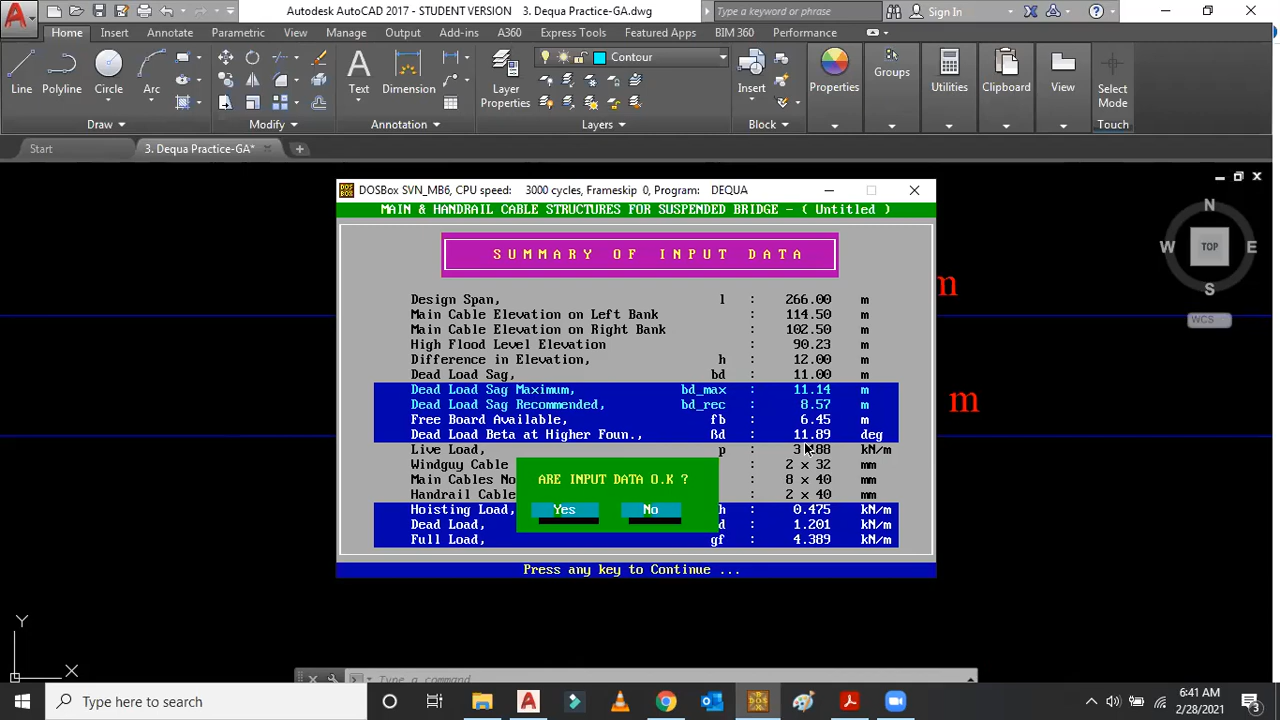 Autodesk AutoCAD 2017 - STUDENT VERSION 3. Dequa Practice-GA.dwg
Type a keyword or phrase
Sign In
Home Insert Annotate Parametric View Manage Output Add-ins A360 Express Tools Featured Apps BIM 360 Performance
Line Polyline Circle Arc
Text Dimension
Layer Properties
Contour
Insert
Properties
Groups
Utilities
Clipboard
View
Select Mode
Draw Modify Annotation Layers Block Touch
Start 3. Dequa Practice-GA*
DOSBox SVN_MB6, CPU speed: 3000 cycles, Frameskip 0, Program: DEQUA
MAIN & HANDRAIL CABLE STRUCTURES FOR SUSPENDED BRIDGE - ( Untitled )
SUMMARY OF INPUT DATA
Design Span, l : 266.00 m
Main Cable Elevation on Left Bank : 114.50 m
Main Cable Elevation on Right Bank : 102.50 m
High Flood Level Elevation : 90.23 m
Difference in Elevation, h : 12.00 m
Dead Load Sag, bd : 11.00 m
Dead Load Sag Maximum, bd_max : 11.14 m
Dead Load Sag Recommended, bd_rec : 8.57 m
Free Board Available, fb : 6.45 m
Dead Load Beta at Higher Foun., ßd : 11.89 deg
Live Load, p : kN/m
Windguy Cable : 2 x 32 mm
Main Cables No : 8 x 40 mm
Handrail Cable : 2 x 40 mm
Hoisting Load, h : 0.475 kN/m
Dead Load, d : 1.201 kN/m
Full Load, gf : 4.389 kN/m
ARE INPUT DATA O.K ?
Yes No
Press any key to Continue ...
N
W TOP E
S
WCS
m
m
Y
X
Type a command
Type here to search
6:41 AM
2/28/2021
3